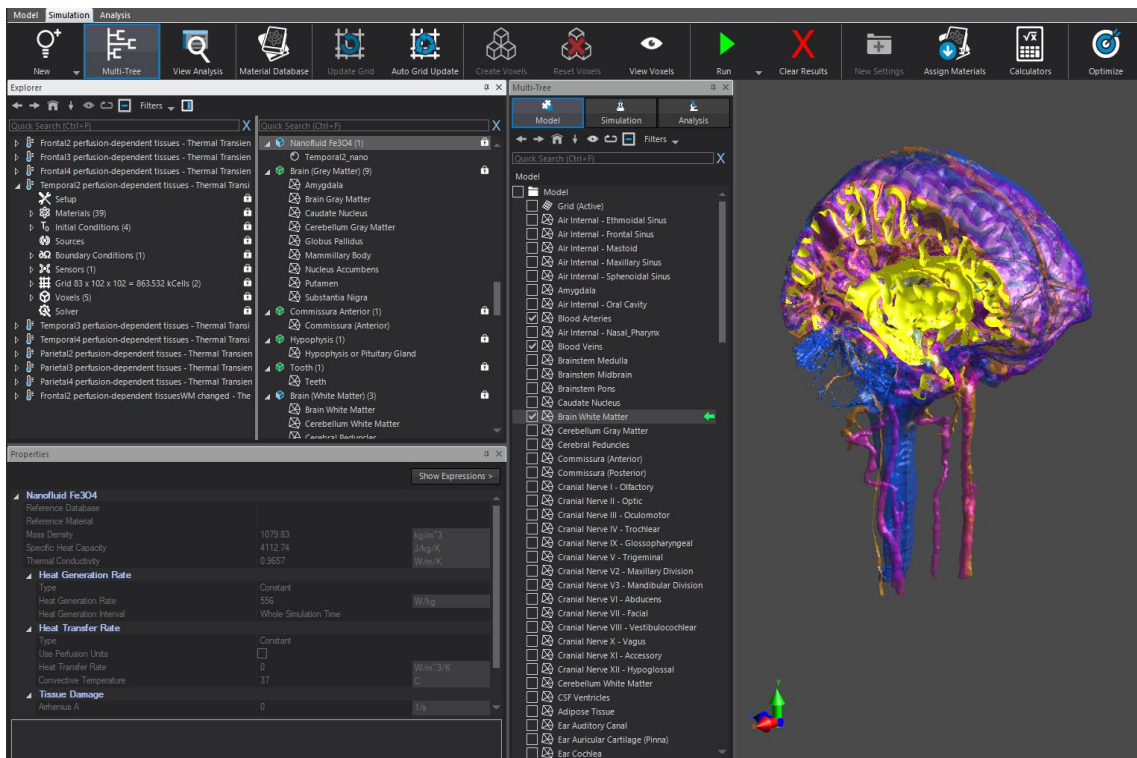 Model Simulation Analysis
New Multi-Tree View Analysis Material Database Update Grid Auto Grid Update Create Voxels Reset Voxels View Voxels Run Clear Results New Settings Assign Materials Calculators Optimize
Explorer
Filters
Quick Search (Ctrl+F) X
Frontal2 perfusion-dependent tissues - Thermal Transien
Frontal3 perfusion-dependent tissues - Thermal Transien
Frontal4 perfusion-dependent tissues - Thermal Transien
Temporal2 perfusion-dependent tissues - Thermal Transi
Setup
Materials (39)
T₀ Initial Conditions (4)
Sources
∂Ω Boundary Conditions (1)
Sensors (1)
Grid 83 x 102 x 102 = 863.532 kCells (2)
Voxels (5)
Solver
Temporal3 perfusion-dependent tissues - Thermal Transi
Temporal4 perfusion-dependent tissues - Thermal Transi
Parietal2 perfusion-dependent tissues - Thermal Transien
Parietal3 perfusion-dependent tissues - Thermal Transien
Parietal4 perfusion-dependent tissues - Thermal Transien
Frontal2 perfusion-dependent tissuesWM changed - The
Quick Search (Ctrl+F) X
Nanofluid Fe3O4 (1)
Temporal2_nano
Brain (Grey Matter) (9)
Amygdala
Brain Gray Matter
Caudate Nucleus
Cerebellum Gray Matter
Globus Pallidus
Mammillary Body
Nucleus Accumbens
Putamen
Substantia Nigra
Commissura Anterior (1)
Commissura (Anterior)
Hypophysis (1)
Hypophysis or Pituitary Gland
Tooth (1)
Teeth
Brain (White Matter) (3)
Brain White Matter
Cerebellum White Matter
Cerebral Peduncles
Properties
Show Expressions >
Nanofluid Fe3O4
Reference Database
Reference Material
Mass Density 1079.83 kg/m^3
Specific Heat Capacity 4112.74 J/kg/K
Thermal Conductivity 0.9657 W/m/K
Heat Generation Rate
Type Constant
Heat Generation Rate 556 W/kg
Heat Generation Interval Whole Simulation Time
Heat Transfer Rate
Type Constant
Use Perfusion Units
Heat Transfer Rate 0 W/m^3/K
Convective Temperature 37 C
Tissue Damage
Arrhenius A 0 1/s
Multi-Tree
Model Simulation Analysis
Filters
Quick Search (Ctrl+F) X
Model
Model
Grid (Active)
Air Internal - Ethmoidal Sinus
Air Internal - Frontal Sinus
Air Internal - Mastoid
Air Internal - Maxillary Sinus
Air Internal - Sphenoidal Sinus
Amygdala
Air Internal - Oral Cavity
Blood Arteries
Air Internal - Nasal_Pharynx
Blood Veins
Brainstem Medulla
Brainstem Midbrain
Brainstem Pons
Caudate Nucleus
Brain White Matter
Cerebellum Gray Matter
Cerebral Peduncles
Commissura (Anterior)
Commissura (Posterior)
Cranial Nerve I - Olfactory
Cranial Nerve II - Optic
Cranial Nerve III - Oculomotor
Cranial Nerve IV - Trochlear
Cranial Nerve IX - Glossopharyngeal
Cranial Nerve V - Trigeminal
Cranial Nerve V2 - Maxillary Division
Cranial Nerve V3 - Mandibular Division
Cranial Nerve VI - Abducens
Cranial Nerve VII - Facial
Cranial Nerve VIII - Vestibulocochlear
Cranial Nerve X - Vagus
Cranial Nerve XI - Accessory
Cranial Nerve XII - Hypoglossal
Cerebellum White Matter
CSF Ventricles
Adipose Tissue
Ear Auditory Canal
Ear Auricular Cartilage (Pinna)
Ear Cochlea
Y